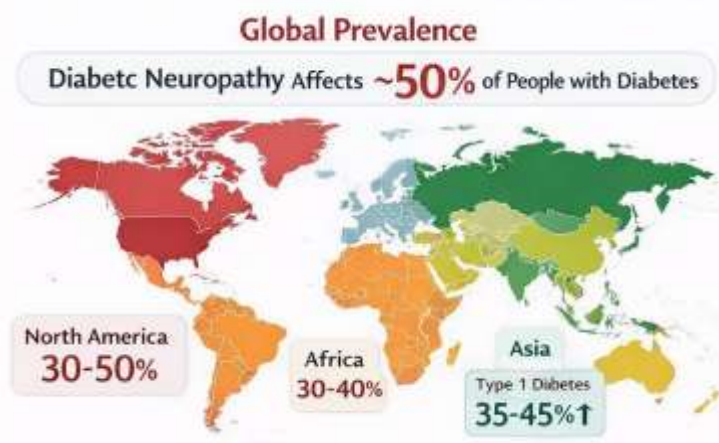 Global Prevalence
Diabetc Neuropathy Affects ~50% of People with Diabetes
North America
30-50%
Africa
30-40%
Asia
Type 1 Diabetes
35-45%↑